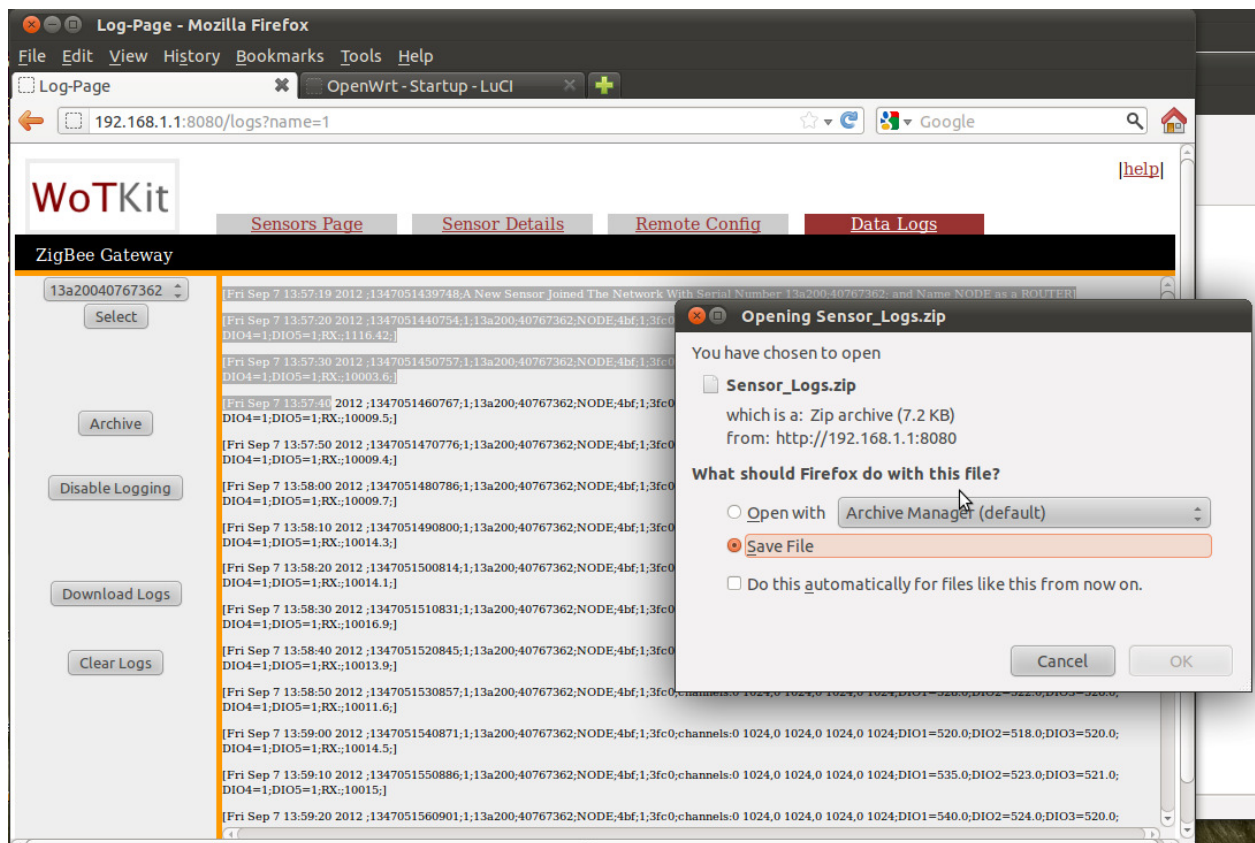 Log-Page - Mozilla Firefox
File Edit View History Bookmarks Tools Help
Log-Page
OpenWrt - Startup - LuCI
192.168.1.1:8080/logs?name=1
Google
|help|
WoTKit
Sensors Page
Sensor Details
Remote Config
Data Logs
ZigBee Gateway
13a20040767362
Select
Archive
Disable Logging
Download Logs
Clear Logs
[Fri Sep 7 13:57:19 2012 ;1347051439748;A New Sensor Joined The Network With Serial Number 13a200;40767362; and Name NODE as a ROUTER]
[Fri Sep 7 13:57:20 2012 ;1347051440754;1;13a200;40767362;NODE;4bf;1;3fc0
DIO4=1;DIO5=1;RX:;1116.42;]
[Fri Sep 7 13:57:30 2012 ;1347051450757;1;13a200;40767362;NODE;4bf;1;3fc0
DIO4=1;DIO5=1;RX:;10003.6;]
[Fri Sep 7 13:57:40 2012 ;1347051460767;1;13a200;40767362;NODE;4bf;1;3fc0
DIO4=1;DIO5=1;RX:;10009.5;]
[Fri Sep 7 13:57:50 2012 ;1347051470776;1;13a200;40767362;NODE;4bf;1;3fc0
DIO4=1;DIO5=1;RX:;10009.4;]
[Fri Sep 7 13:58:00 2012 ;1347051480786;1;13a200;40767362;NODE;4bf;1;3fc0
DIO4=1;DIO5=1;RX:;10009.7;]
[Fri Sep 7 13:58:10 2012 ;1347051490800;1;13a200;40767362;NODE;4bf;1;3fc0
DIO4=1;DIO5=1;RX:;10014.3;]
[Fri Sep 7 13:58:20 2012 ;1347051500814;1;13a200;40767362;NODE;4bf;1;3fc0
DIO4=1;DIO5=1;RX:;10014.1;]
[Fri Sep 7 13:58:30 2012 ;1347051510831;1;13a200;40767362;NODE;4bf;1;3fc0
DIO4=1;DIO5=1;RX:;10016.9;]
[Fri Sep 7 13:58:40 2012 ;1347051520845;1;13a200;40767362;NODE;4bf;1;3fc0
DIO4=1;DIO5=1;RX:;10013.9;]
[Fri Sep 7 13:58:50 2012 ;1347051530857;1;13a200;40767362;NODE;4bf;1;3fc0;
DIO4=1;DIO5=1;RX:;10011.6;]
[Fri Sep 7 13:59:00 2012 ;1347051540871;1;13a200;40767362;NODE;4bf;1;3fc0;channels:0 1024,0 1024,0 1024,0 1024;DIO1=520.0;DIO2=518.0;DIO3=520.0;
DIO4=1;DIO5=1;RX:;10014.5;]
[Fri Sep 7 13:59:10 2012 ;1347051550886;1;13a200;40767362;NODE;4bf;1;3fc0;channels:0 1024,0 1024,0 1024,0 1024;DIO1=535.0;DIO2=523.0;DIO3=521.0;
DIO4=1;DIO5=1;RX:;10015;]
[Fri Sep 7 13:59:20 2012 ;1347051560901;1;13a200;40767362;NODE;4bf;1;3fc0;channels:0 1024,0 1024,0 1024,0 1024;DIO1=540.0;DIO2=524.0;DIO3=520.0;
Opening Sensor_Logs.zip
You have chosen to open
Sensor_Logs.zip
which is a: Zip archive (7.2 KB)
from: http://192.168.1.1:8080
What should Firefox do with this file?
Open with
Archive Manager (default)
Save File
Do this automatically for files like this from now on.
Cancel
OK